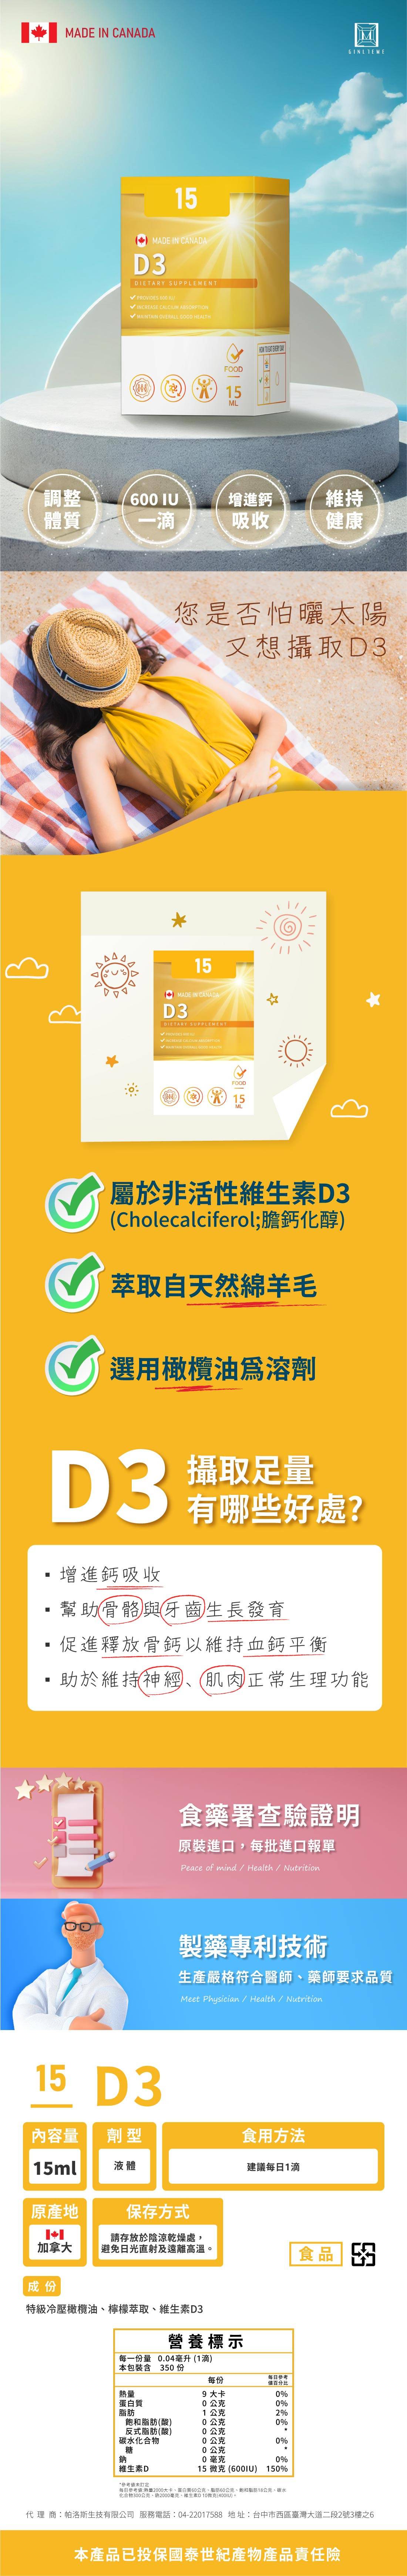 MADE IN CANADA
GINLTEME
15
MADE IN CANADA
D3
DIETARY SUPPLEMENT
PROVIDES 600 IU
INCREASE CALCIUM ABSORPTION
MAINTAIN OVERALL GOOD HEALTH
FOOD
15
ML
調整
體質
600 IU
一滴
增進鈣
吸收
維持
健康
您是否怕曬太陽
又想攝取D3
15
MADE IN CANADA
D3
DIETARY SUPPLEMENT
PROVIDES 600 IU
INCREASE CALCIUM ABSORPTION
MAINTAIN OVERALL GOOD HEALTH
FOOD
15
ML
屬於非活性維生素D3
(Cholecalciferol;膽鈣化醇)
萃取自天然綿羊毛
選用橄欖油爲溶劑
D3
攝取足量
有哪些好處?
▪ 增進鈣吸收
▪ 幫助骨骼與牙齒生長發育
▪ 促進釋放骨鈣以維持血鈣平衡
▪ 助於維持神經、肌肉正常生理功能
食藥署查驗證明
原裝進口，每批進口報單
Peace of mind / Health / Nutrition
製藥專利技術
生產嚴格符合醫師、藥師要求品質
Meet Physician / Health / Nutrition
15 D3
內容量
15ml
劑 型
液 體
食用方法
建議每日1滴
原產地
加拿大
保存方式
請存放於陰涼乾燥處，
避免日光直射及遠離高溫。
食品
成 份
特級冷壓橄欖油、檸檬萃取、維生素D3
營養標示
每一份量 0.04毫升 (1滴)
本包裝含 350 份
每份 每日參考值百分比
熱量 9 大卡 0%
蛋白質 0 公克 0%
脂肪 1 公克 2%
飽和脂肪(酸) 0 公克 0%
反式脂肪(酸) 0 公克 *
碳水化合物 0 公克 0%
糖 0 公克 *
鈉 0 毫克 0%
維生素D 15 微克 (600IU) 150%
*參考值未訂定
每日參考值:熱量2000大卡、蛋白質60公克、脂肪60公克、飽和脂肪18公克、碳水
化合物300公克、鈉2000毫克、維生素D 10微克(400IU)。
代 理 商：帕洛斯生技有限公司 服務電話：04-22017588 地 址：台中市西區臺灣大道二段2號3樓之6
本產品已投保國泰世紀產物產品責任險